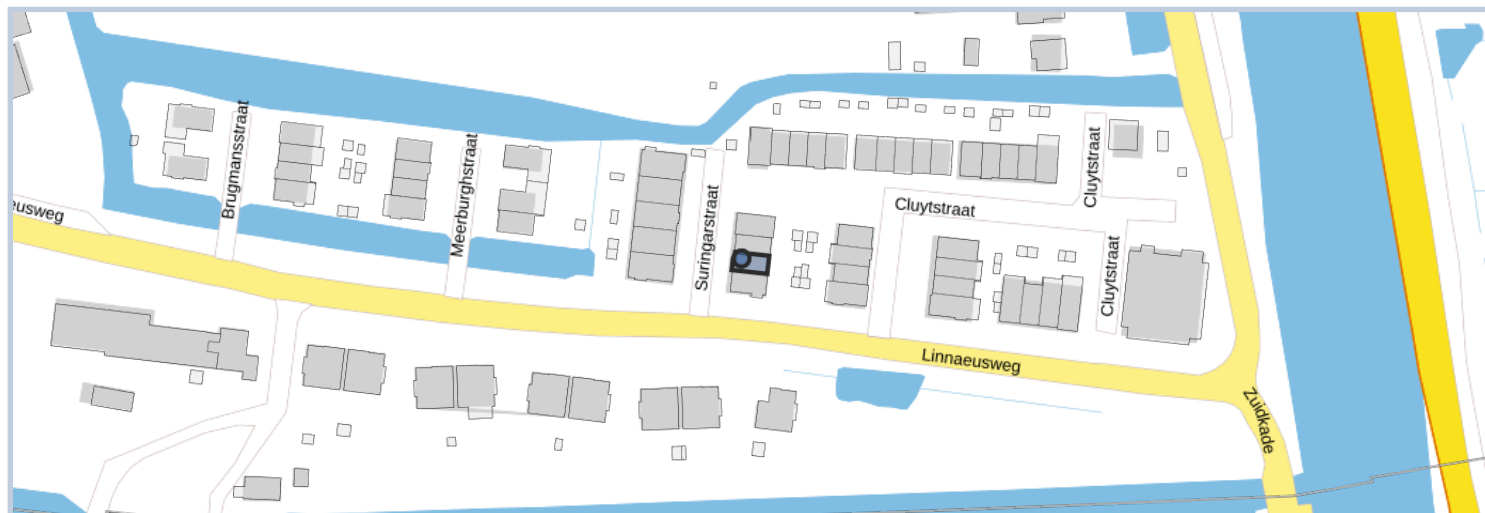 Brugmansstraat
Meerburghstraat
Suringarstraat
Cluytstraat
Cluytstraat
Cluytstraat
eusweg
Linnaeusweg
Zuidkade